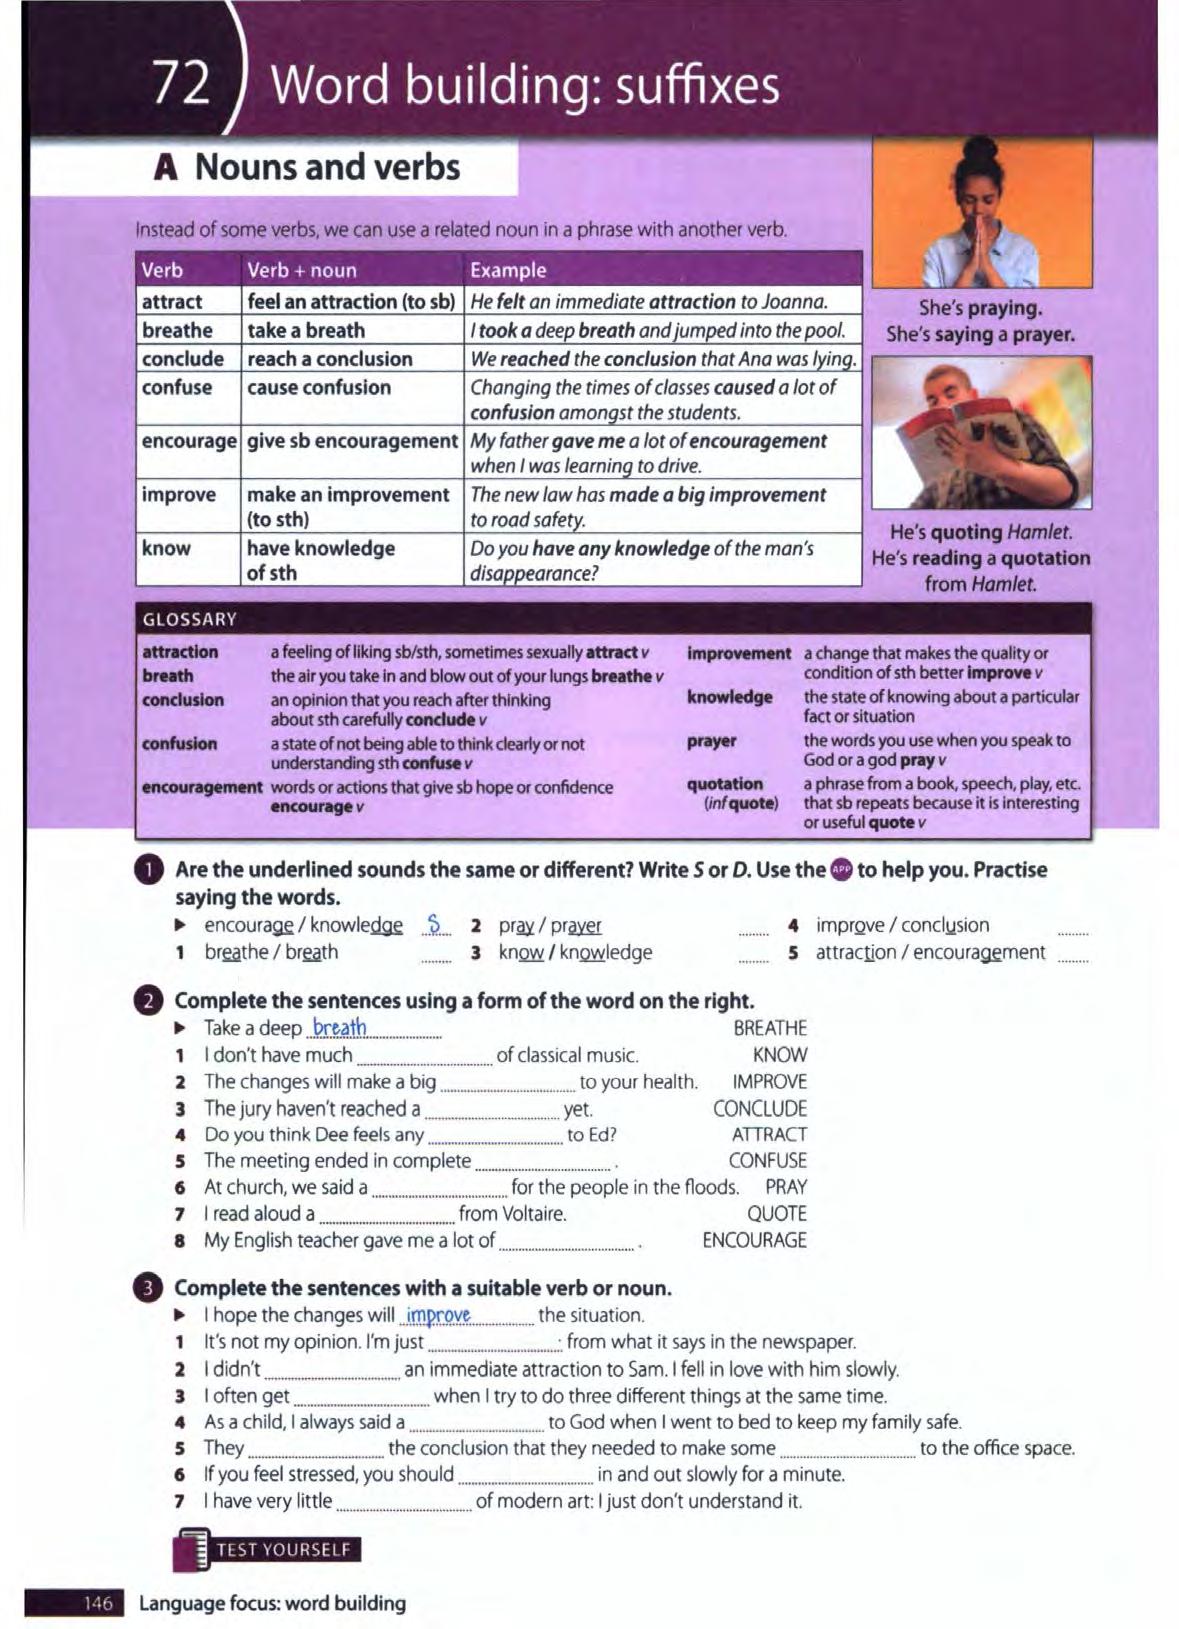 72 Word building: suffixes
A Nouns and verbs
Instead of some verbs, we can use a related noun in a phrase with another verb.
Verb Verb + noun Example
attract feel an attraction (to sb) He felt an immediate attraction to Joanna.
breathe take a breath I took a deep breath and jumped into the pool.
conclude reach a conclusion We reached the conclusion that Ana was lying.
confuse cause confusion Changing the times of classes caused a lot of
confusion amongst the students.
encourage give sb encouragement My father gave me a lot of encouragement
when I was learning to drive.
improve make an improvement The new law has made a big improvement
(to sth) to road safety.
know have knowledge Do you have any knowledge of the man's
of sth disappearance?
She's praying.
She's saying a prayer.
He's quoting Hamlet.
He's reading a quotation
from Hamlet.
GLOSSARY
attraction a feeling of liking sb/sth, sometimes sexually attract v
breath the air you take in and blow out of your lungs breathe v
conclusion an opinion that you reach after thinking
about sth carefully conclude v
confusion a state of not being able to think clearly or not
understanding sth confuse v
encouragement words or actions that give sb hope or confidence
encourage v
improvement a change that makes the quality or
condition of sth better improve v
knowledge the state of knowing about a particular
fact or situation
prayer the words you use when you speak to
God or a god pray v
quotation a phrase from a book, speech, play, etc.
(inf quote) that sb repeats because it is interesting
or useful quote v
1 Are the underlined sounds the same or different? Write S or D. Use the APP to help you. Practise
saying the words.
► encourage / knowledge S 2 pray / prayer ........ 4 improve / conclusion ........
1 breathe / breath ........ 3 know / knowledge ........ 5 attraction / encouragement ........
2 Complete the sentences using a form of the word on the right.
► Take a deep breath BREATHE
1 I don't have much ........ of classical music. KNOW
2 The changes will make a big ........ to your health. IMPROVE
3 The jury haven't reached a ........ yet. CONCLUDE
4 Do you think Dee feels any ........ to Ed? ATTRACT
5 The meeting ended in complete ........ . CONFUSE
6 At church, we said a ........ for the people in the floods. PRAY
7 I read aloud a ........ from Voltaire. QUOTE
8 My English teacher gave me a lot of ........ . ENCOURAGE
3 Complete the sentences with a suitable verb or noun.
► I hope the changes will improve ........ the situation.
1 It's not my opinion. I'm just ........ from what it says in the newspaper.
2 I didn't ........ an immediate attraction to Sam. I fell in love with him slowly.
3 I often get ........ when I try to do three different things at the same time.
4 As a child, I always said a ........ to God when I went to bed to keep my family safe.
5 They ........ the conclusion that they needed to make some ........ to the office space.
6 If you feel stressed, you should ........ in and out slowly for a minute.
7 I have very little ........ of modern art: I just don't understand it.
TEST YOURSELF
146 Language focus: word building